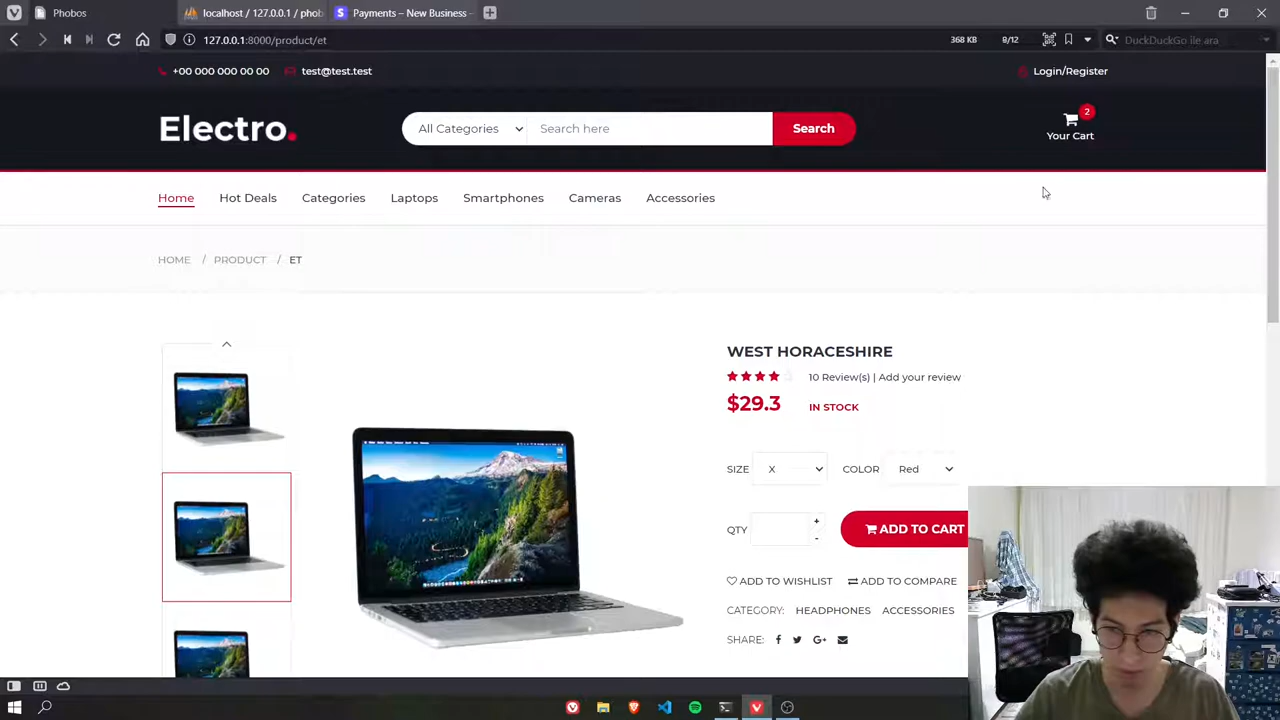 Phobos
localhost / 127.0.0.1 / phob
Payments – New Business -
127.0.0.1:8000/product/et
368 KB
8/12
DuckDuckGo ile ara
+00 000 000 00 00
test@test.test
Login/Register
Electro.
All Categories
Search here
Search
2
Your Cart
Home
Hot Deals
Categories
Laptops
Smartphones
Cameras
Accessories
HOME / PRODUCT / ET
WEST HORACESHIRE
10 Review(s) | Add your review
$29.3
IN STOCK
SIZE X
COLOR Red
QTY
+
-
ADD TO CART
ADD TO WISHLIST
ADD TO COMPARE
CATEGORY: HEADPHONES ACCESSORIES
SHARE: